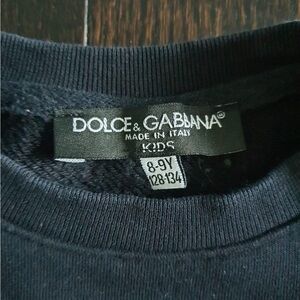 DOLCE & GABBANA®
MADE IN ITALY
KIDS
8-9Y
128-134